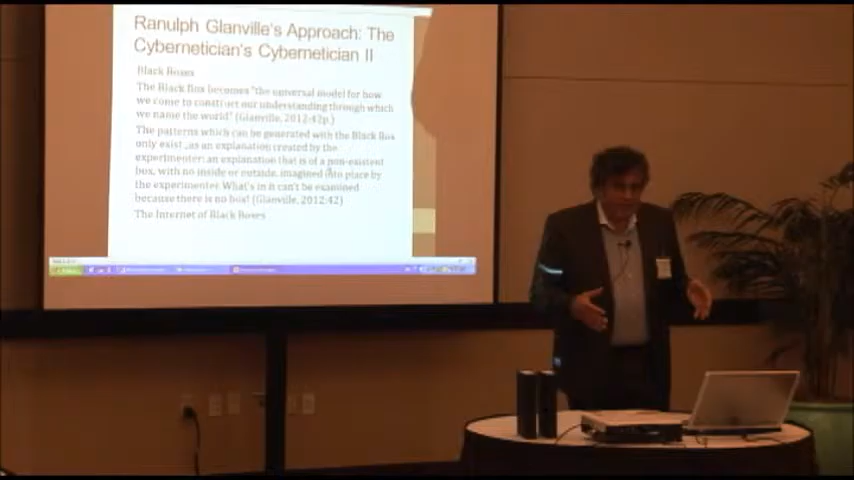 Ranulph Glanville's Approach: The
Cybernetician's Cybernetician II
Black Boxes
The Black Box becomes "the universal model for how
we come to construct our understanding through which
we name the world" (Glanville, 2012:42p.)
The patterns which can be generated with the Black Box
only exist „as an explanation created by the
experimenter: an explanation that is of a non-existent
box, with no inside or outside, imagined into place by
the experimenter. What's in it can't be examined
because there is no box! (Glanville, 2012:42)
The Internet of Black Boxes